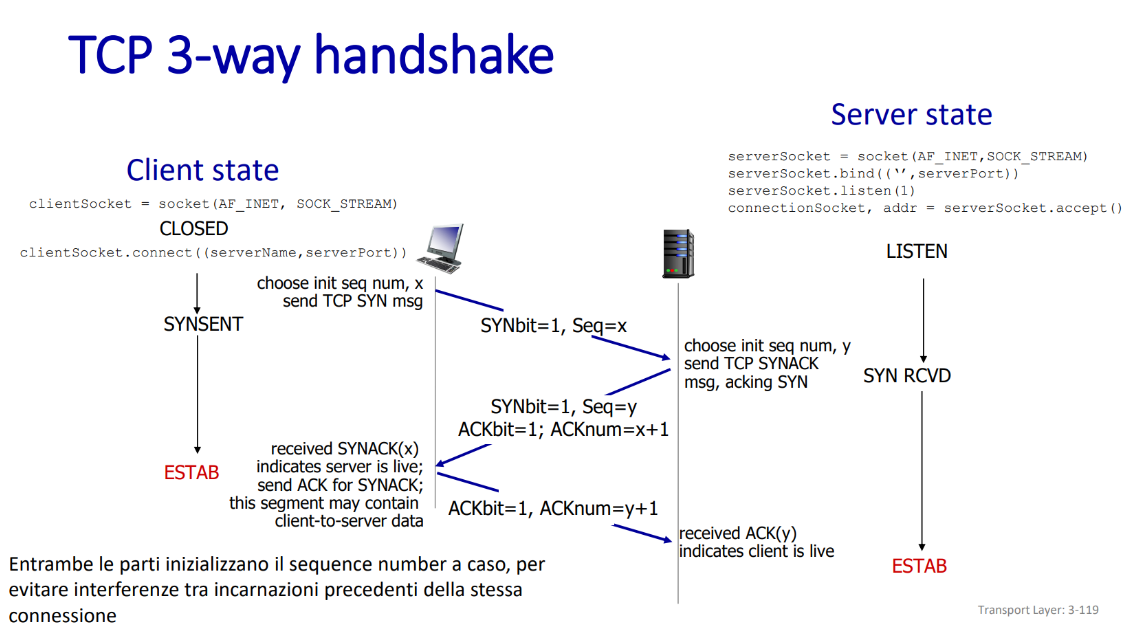 TCP 3-way handshake
Server state
serverSocket = socket(AF_INET,SOCK_STREAM)
serverSocket.bind((‘’,serverPort))
serverSocket.listen(1)
connectionSocket, addr = serverSocket.accept()
Client state
clientSocket = socket(AF_INET, SOCK_STREAM)
CLOSED
clientSocket.connect((serverName,serverPort))
LISTEN
choose init seq num, x
send TCP SYN msg
SYNSENT
SYNbit=1, Seq=x
choose init seq num, y
send TCP SYNACK
msg, acking SYN
SYN RCVD
SYNbit=1, Seq=y
ACKbit=1; ACKnum=x+1
received SYNACK(x)
indicates server is live;
send ACK for SYNACK;
this segment may contain
client-to-server data
ESTAB
ACKbit=1, ACKnum=y+1
received ACK(y)
indicates client is live
ESTAB
Entrambe le parti inizializzano il sequence number a caso, per
evitare interferenze tra incarnazioni precedenti della stessa
connessione
Transport Layer: 3-119